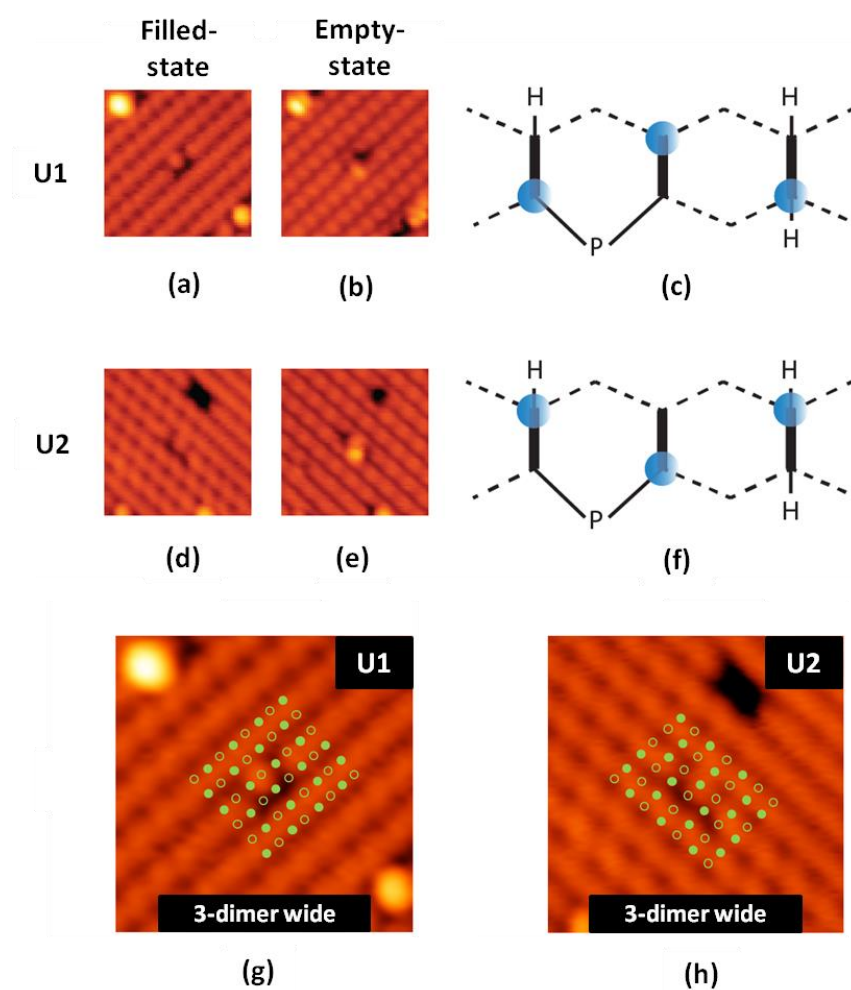 Filled-
state
Empty-
state
U1
H
H
P
H
(a)
(b)
(c)
U2
H
H
P
H
(d)
(e)
(f)
U1
U2
3-dimer wide
3-dimer wide
(g)
(h)